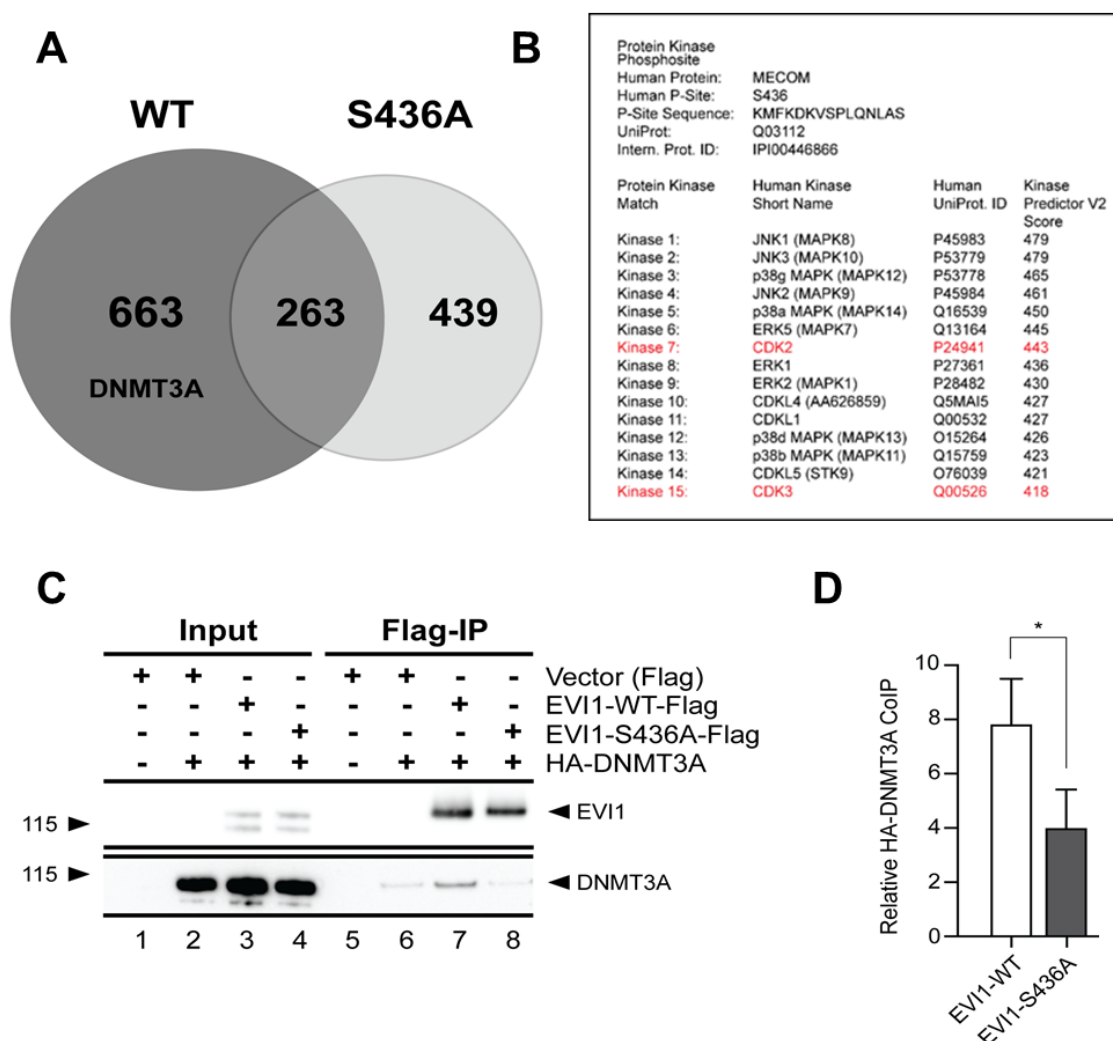 A
WT
S436A
663
263
439
DNMT3A
B
Protein Kinase
Phosphosite
Human Protein: MECOM
Human P-Site: S436
P-Site Sequence: KMFKDKVSPLQNLAS
UniProt: Q03112
Intern. Prot. ID: IPI00446866
Protein Kinase Human Kinase Human Kinase
Match Short Name UniProt. ID Predictor V2
Score
Kinase 1: JNK1 (MAPK8) P45983 479
Kinase 2: JNK3 (MAPK10) P53779 479
Kinase 3: p38g MAPK (MAPK12) P53778 465
Kinase 4: JNK2 (MAPK9) P45984 461
Kinase 5: p38a MAPK (MAPK14) Q16539 450
Kinase 6: ERK5 (MAPK7) Q13164 445
Kinase 7: CDK2 P24941 443
Kinase 8: ERK1 P27361 436
Kinase 9: ERK2 (MAPK1) P28482 430
Kinase 10: CDKL4 (AA626859) Q5MAI5 427
Kinase 11: CDKL1 Q00532 427
Kinase 12: p38d MAPK (MAPK13) O15264 426
Kinase 13: p38b MAPK (MAPK11) Q15759 423
Kinase 14: CDKL5 (STK9) O76039 421
Kinase 15: CDK3 Q00526 418
C
Input Flag-IP
+ + - - + + - - Vector (Flag)
- - + - - - + - EVI1-WT-Flag
- - - + - - - + EVI1-S436A-Flag
- + + + - + + + HA-DNMT3A
115 ► ◄ EVI1
115 ► ◄ DNMT3A
1 2 3 4 5 6 7 8
D
*
Relative HA-DNMT3A CoIP
10
8
6
4
2
0
EVI1-WT
EVI1-S436A